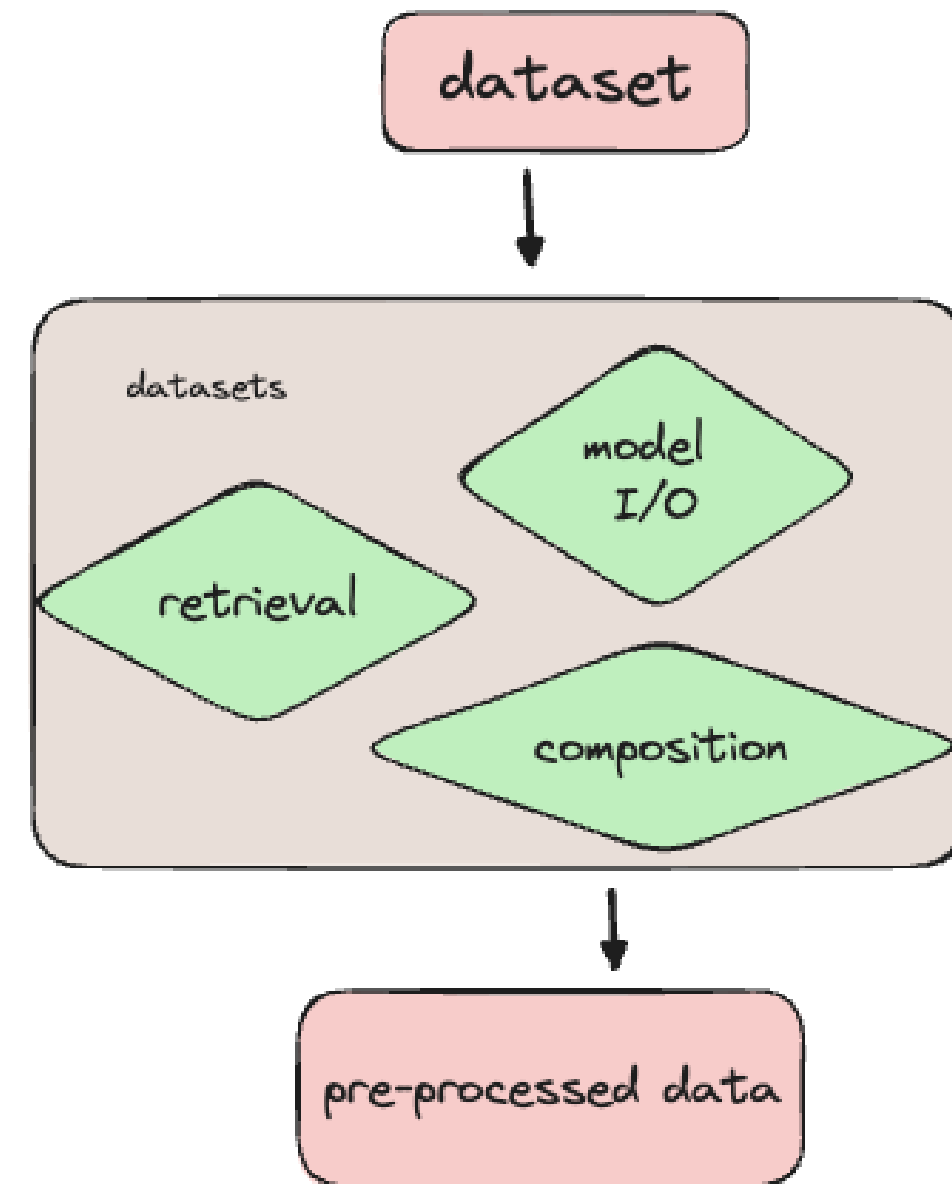 dataset
datasets
model
I/O
retrieval
composition
pre-processed data